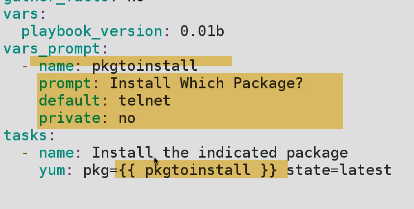 gather_facts: no
vars:
  playbook_version: 0.01b
vars_prompt:
  - name: pkgtoinstall
    prompt: Install Which Package?
    default: telnet
    private: no
tasks:
  - name: Install the indicated package
    yum: pkg={{ pkgtoinstall }} state=latest